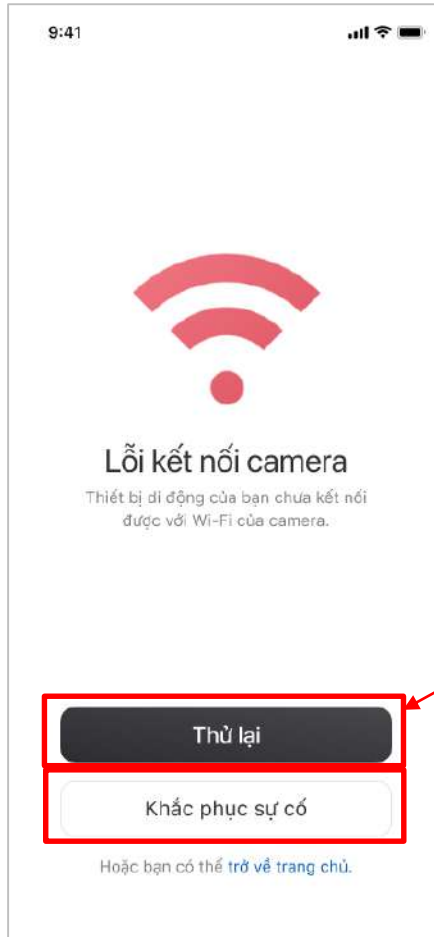 9:41
Lỗi kết nối camera
Thiết bị di động của bạn chưa kết nối
được với Wi-Fi của camera.
Thử lại
Khắc phục sự cố
Hoặc bạn có thể trở về trang chủ.